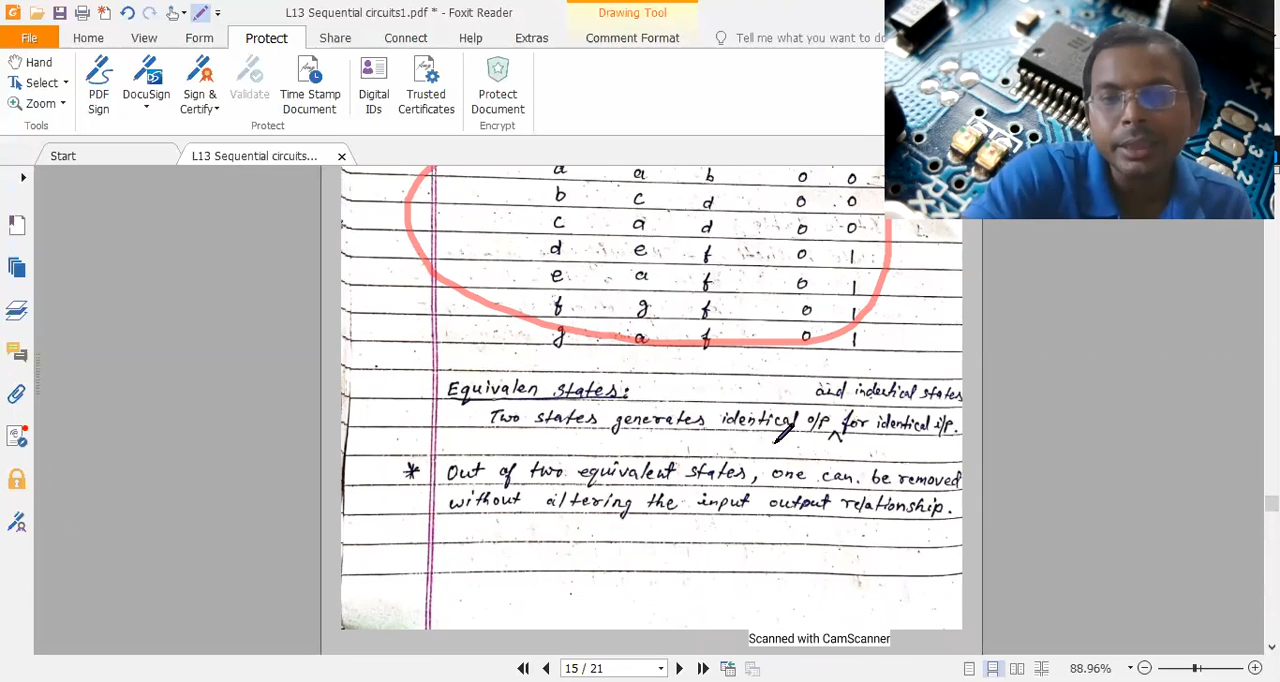 L13 Sequential circuits1.pdf * - Foxit Reader
Drawing Tool
File Home View Form Protect Share Connect Help Extras Comment Format Tell me what you want to do
Hand
Select
Zoom
Tools
PDF Sign
DocuSign
Sign & Certify
Validate
Time Stamp Document
Digital IDs
Trusted Certificates
Protect Document
Protect
Encrypt
Start L13 Sequential circuits...
a a b 0 0
b c d 0 0
c a d 0 0
d e f 0 1
e a f 0 1
f g f 0 1
g a f 0 1
Equivalen states:
and indentical states
Two states generates identical o/p ^ for identical i/p.
* Out of two equivalent states, one can be removed
without altering the input output relationship.
Scanned with CamScanner
15 / 21
88.96%